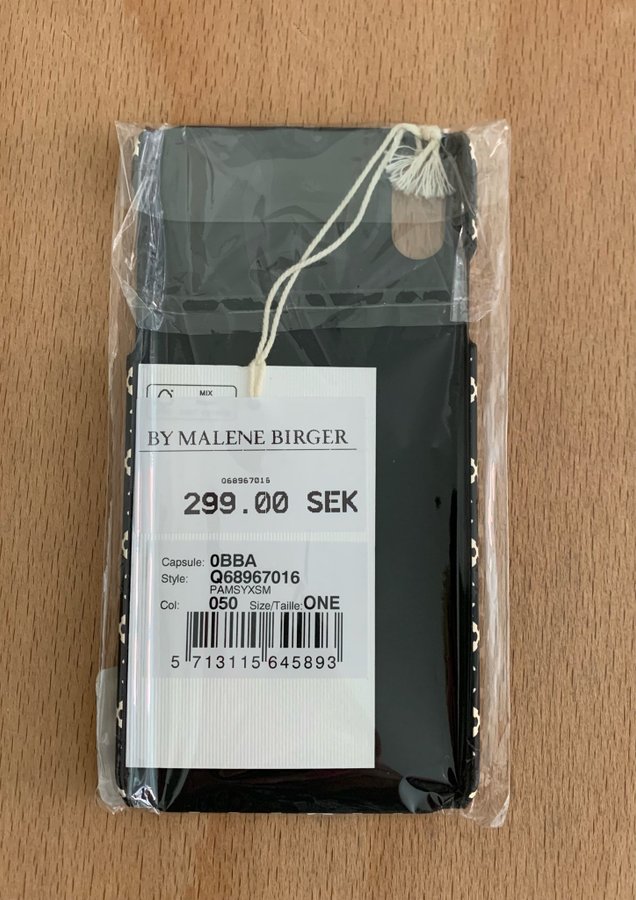 MIX
BY MALENE BIRGER
Q68967016
299.00 SEK
Capsule: 0BBA
Style: Q68967016
PAMSYXSM
Col: 050 Size/Taille: ONE
5 713115 645893